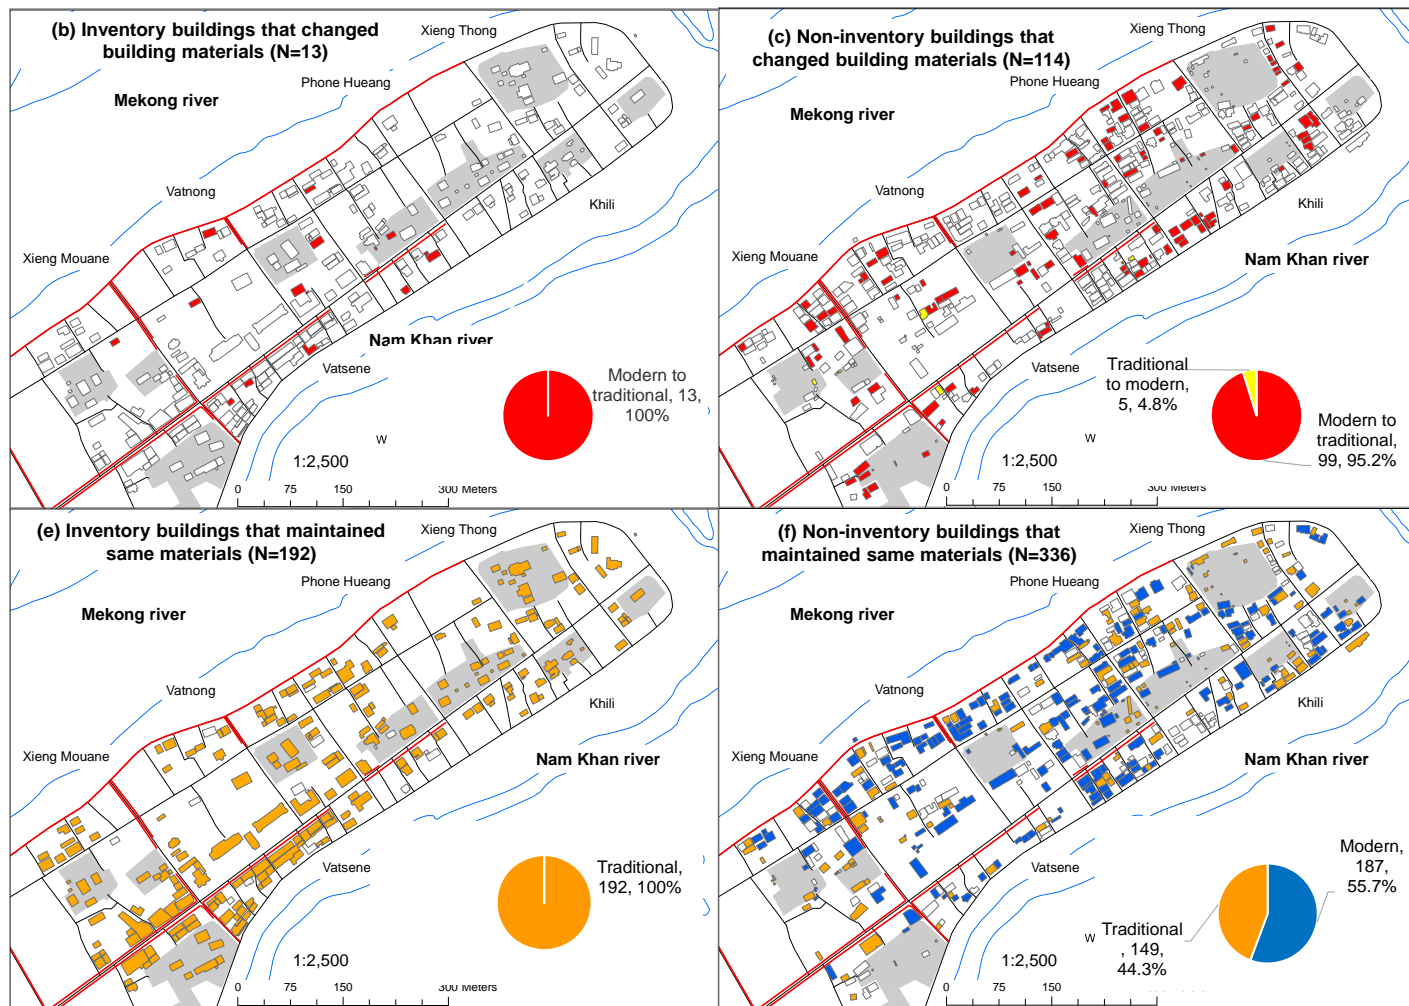 (b) Inventory buildings that changed
building materials (N=13)
Xieng Thong
Phone Hueang
Mekong river
Vatnong
Khili
Xieng Mouane
Nam Khan river
Vatsene
Modern to
traditional, 13,
100%
W
1:2,500
0 75 150 300 Meters
(c) Non-inventory buildings that
changed building materials (N=114)
Xieng Thong
Phone Hueang
Mekong river
Vatnong
Khili
Xieng Mouane
Nam Khan river
Vatsene
Traditional
to modern,
5, 4.8%
Modern to
traditional,
99, 95.2%
W
1:2,500
0 75 150 300 Meters
(e) Inventory buildings that maintained
same materials (N=192)
Xieng Thong
Phone Hueang
Mekong river
Vatnong
Khili
Xieng Mouane
Nam Khan river
Vatsene
Traditional,
192, 100%
1:2,500
0 75 150 300 Meters
(f) Non-inventory buildings that
maintained same materials (N=336)
Xieng Thong
Phone Hueang
Mekong river
Vatnong
Khili
Xieng Mouane
Nam Khan river
Vatsene
Modern,
187,
55.7%
Traditional
, 149,
44.3%
W
1:2,500
0 75 150